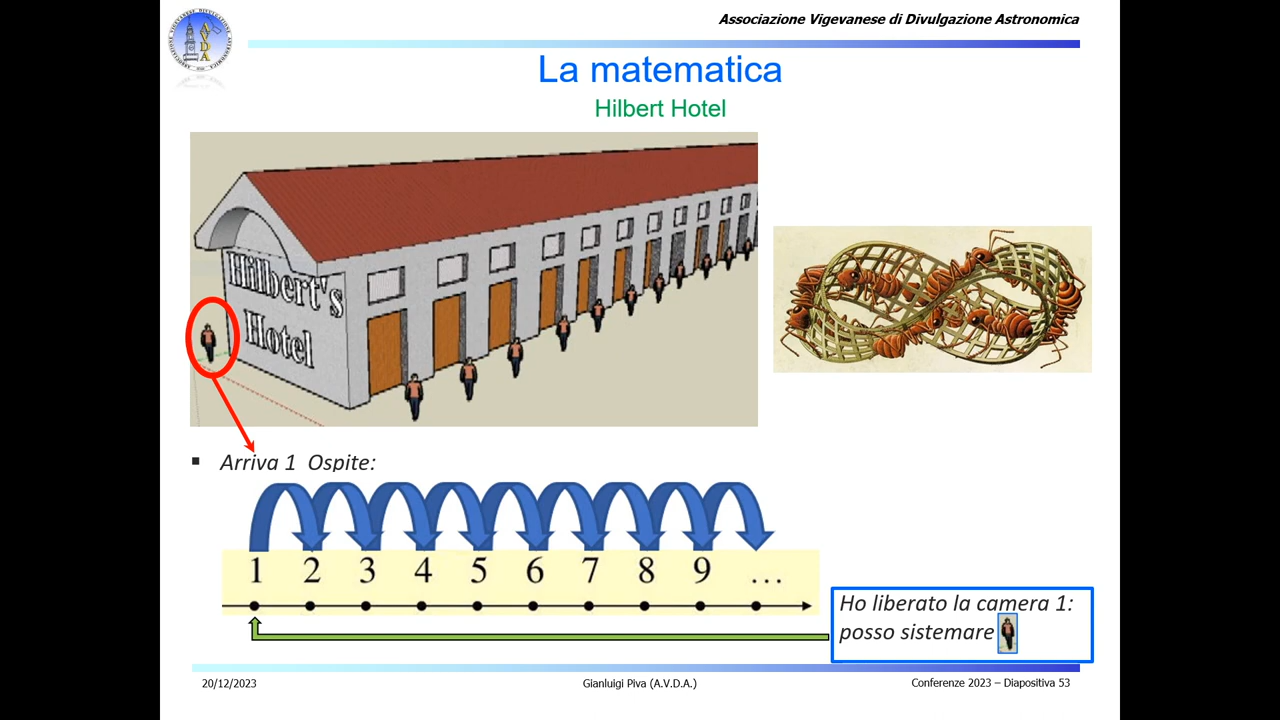 Associazione Vigevanese di Divulgazione Astronomica
A.V.D.A.
La matematica
Hilbert Hotel
Hilbert's
Hotel
Arriva 1 Ospite:
1 2 3 4 5 6 7 8 9 ...
Ho liberato la camera 1:
posso sistemare
20/12/2023
Gianluigi Piva (A.V.D.A.)
Conferenze 2023 – Diapositiva 53